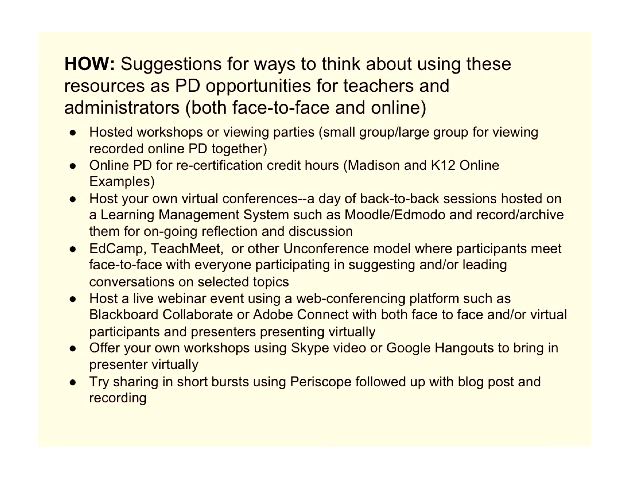 HOW: Suggestions for ways to think about using these
resources as PD opportunities for teachers and
administrators (both face-to-face and online)
● Hosted workshops or viewing parties (small group/large group for viewing
recorded online PD together)
● Online PD for re-certification credit hours (Madison and K12 Online
Examples)
● Host your own virtual conferences--a day of back-to-back sessions hosted on
a Learning Management System such as Moodle/Edmodo and record/archive
them for on-going reflection and discussion
● EdCamp, TeachMeet,  or other Unconference model where participants meet
face-to-face with everyone participating in suggesting and/or leading
conversations on selected topics
● Host a live webinar event using a web-conferencing platform such as
Blackboard Collaborate or Adobe Connect with both face to face and/or virtual
participants and presenters presenting virtually
● Offer your own workshops using Skype video or Google Hangouts to bring in
presenter virtually
● Try sharing in short bursts using Periscope followed up with blog post and
recording